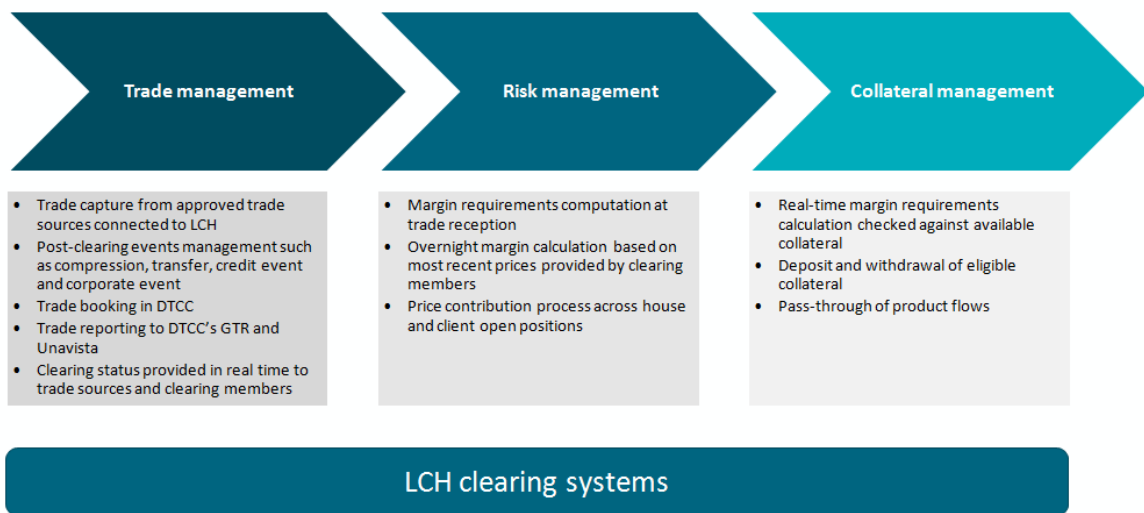 Trade management
Risk management
Collateral management
• Trade capture from approved trade
sources connected to LCH
• Post-clearing events management such
as compression, transfer, credit event
and corporate event
• Trade booking in DTCC
• Trade reporting to DTCC’s GTR and
Unavista
• Clearing status provided in real time to
trade sources and clearing members
• Margin requirements computation at
trade reception
• Overnight margin calculation based on
most recent prices provided by clearing
members
• Price contribution process across house
and client open positions
• Real-time margin requirements
calculation checked against available
collateral
• Deposit and withdrawal of eligible
collateral
• Pass-through of product flows
LCH clearing systems